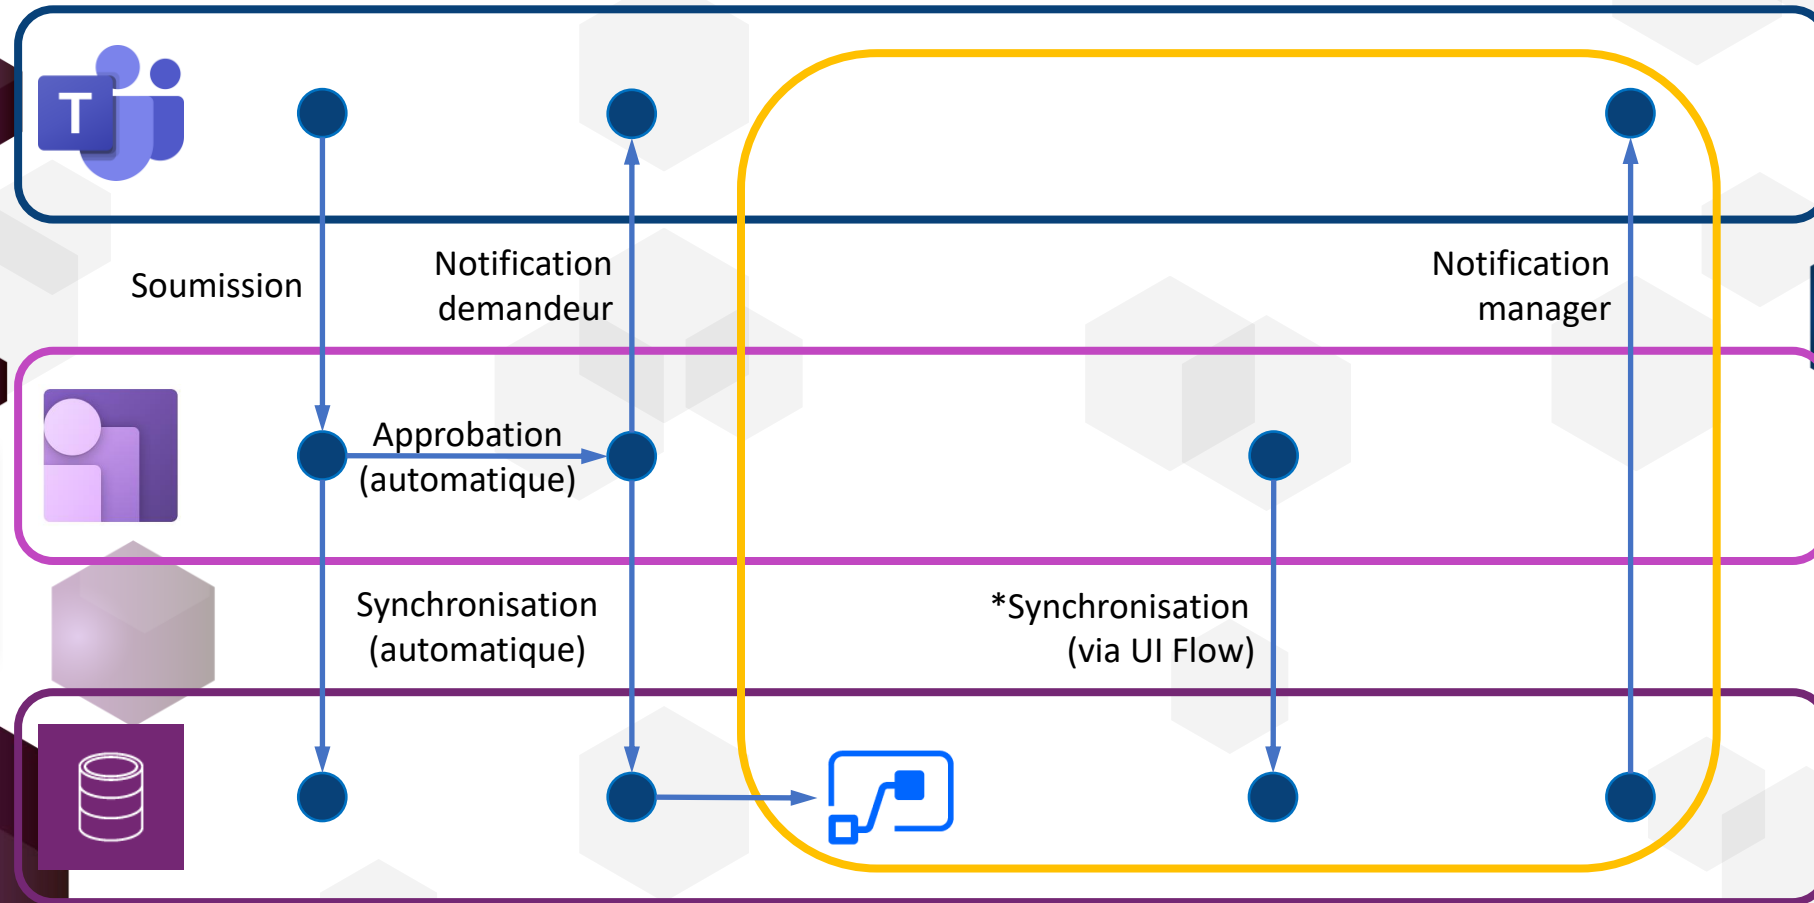 T
Soumission
Notification
demandeur
Notification
manager
Approbation
(automatique)
Synchronisation
(automatique)
*Synchronisation
(via UI Flow)